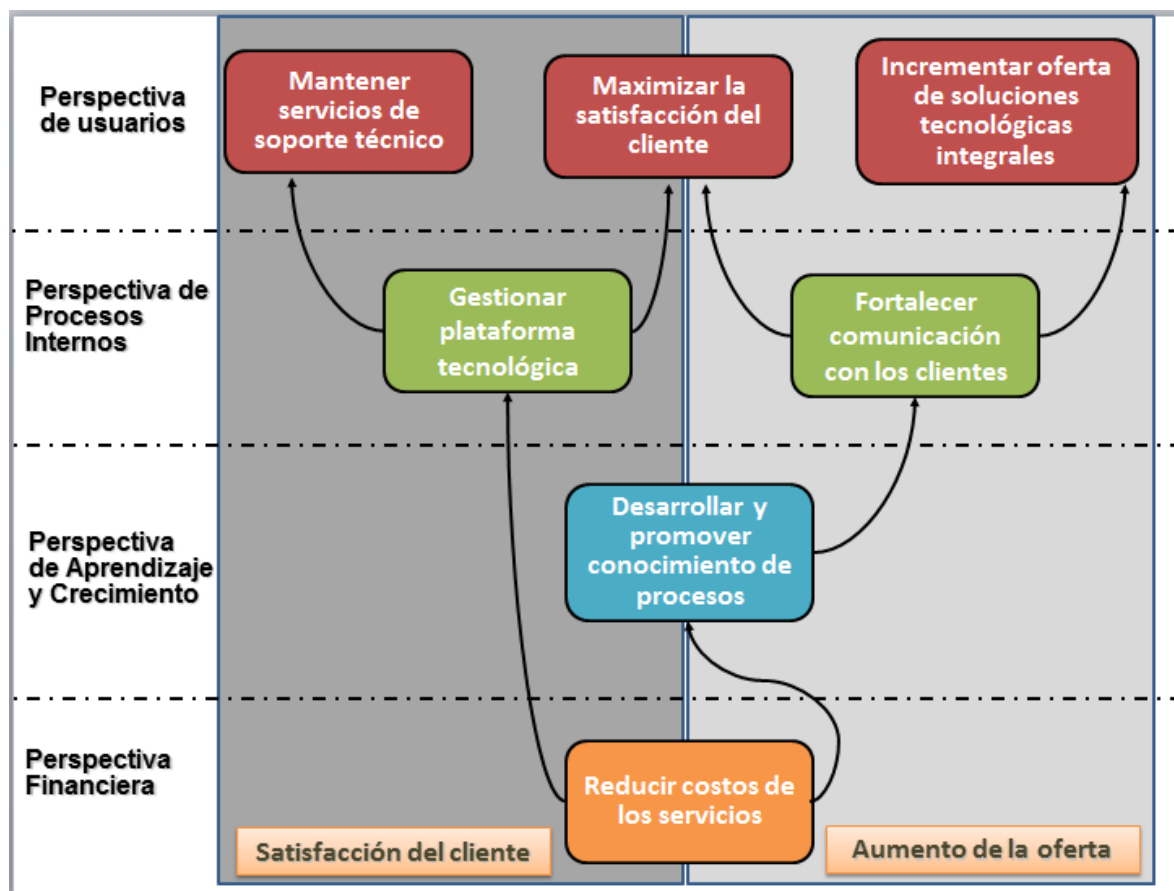 Perspectiva
de usuarios
Mantener
servicios de
soporte técnico
Maximizar la
satisfacción del
cliente
Incrementar oferta
de soluciones
tecnológicas
integrales
Perspectiva de
Procesos
Internos
Gestionar
plataforma
tecnológica
Fortalecer
comunicación
con los clientes
Perspectiva
de Aprendizaje
y Crecimiento
Desarrollar y
promover
conocimiento de
procesos
Perspectiva
Financiera
Reducir costos de
los servicios
Satisfacción del cliente
Aumento de la oferta